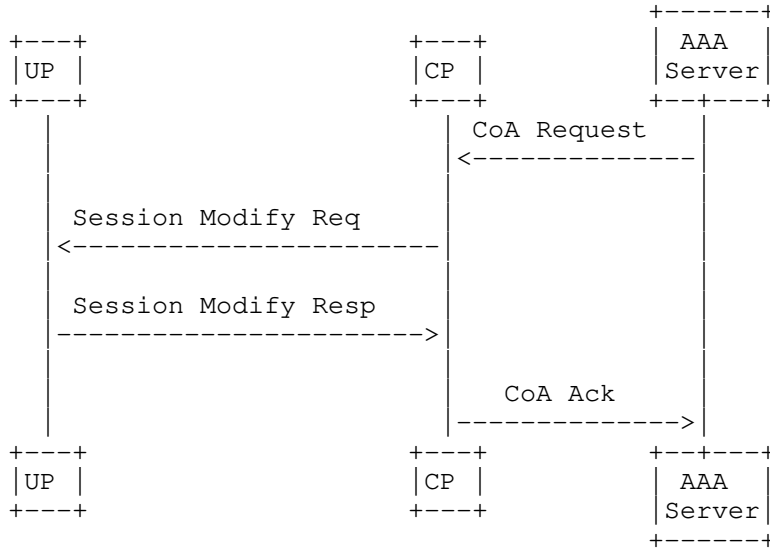 AAA
UP CP Server
CoA Request
Session Modify Req
Session Modify Resp
CoA Ack
UP CP AAA
Server